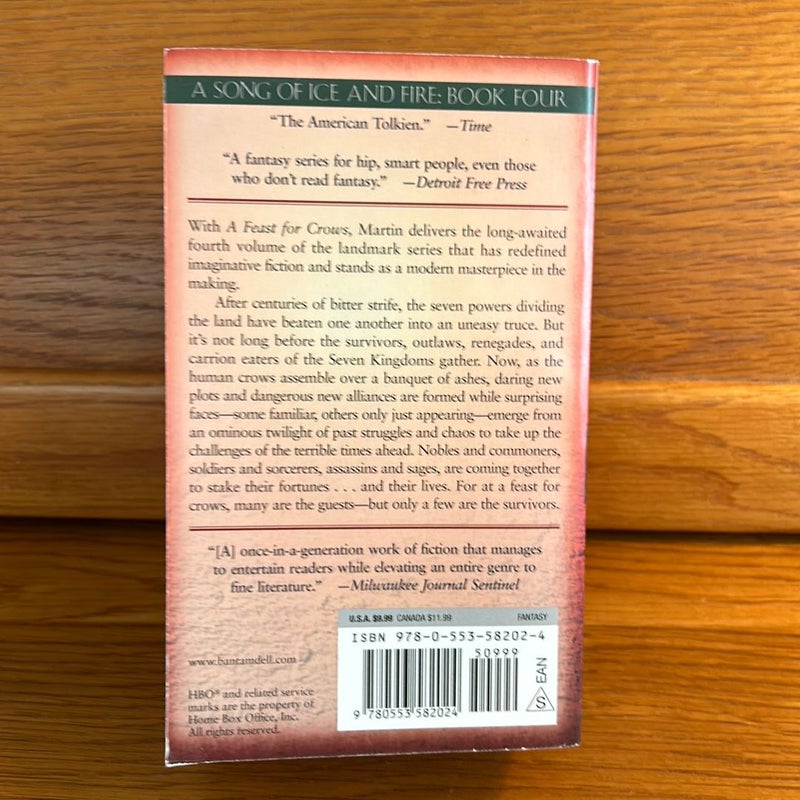 A SONG OF ICE AND FIRE: BOOK FOUR
“The American Tolkien.” —Time
“A fantasy series for hip, smart people, even those
who don’t read fantasy.” —Detroit Free Press
With A Feast for Crows, Martin delivers the long-awaited
fourth volume of the landmark series that has redefined
imaginative fiction and stands as a modern masterpiece in the
making.
After centuries of bitter strife, the seven powers dividing
the land have beaten one another into an uneasy truce. But
it’s not long before the survivors, outlaws, renegades, and
carrion eaters of the Seven Kingdoms gather. Now, as the
human crows assemble over a banquet of ashes, daring new
plots and dangerous new alliances are formed while surprising
faces—some familiar, others only just appearing—emerge from
an ominous twilight of past struggles and chaos to take up the
challenges of the terrible times ahead. Nobles and commoners,
soldiers and sorcerers, assassins and sages, are coming together
to stake their fortunes . . . and their lives. For at a feast for
crows, many are the guests—but only a few are the survivors.
“[A] once-in-a-generation work of fiction that manages
to entertain readers while elevating an entire genre to
fine literature.” —Milwaukee Journal Sentinel
U.S.A. $9.99 CANADA $11.99 FANTASY
ISBN 978-0-553-58202-4
50999
EAN
S
9 780553 582024
www.bantamdell.com
HBO® and related service
marks are the property of
Home Box Office, Inc.
All rights reserved.